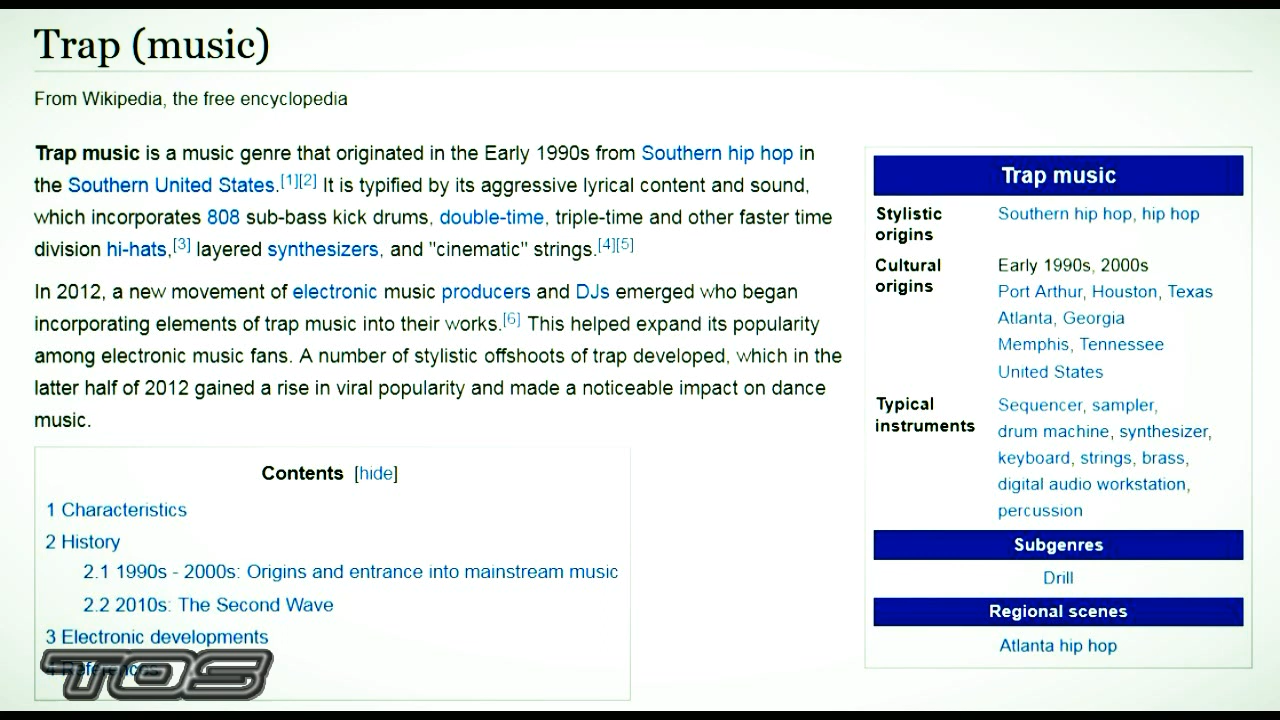 Trap (music)
From Wikipedia, the free encyclopedia
Trap music is a music genre that originated in the Early 1990s from Southern hip hop in
the Southern United States.[1][2] It is typified by its aggressive lyrical content and sound,
which incorporates 808 sub-bass kick drums, double-time, triple-time and other faster time
division hi-hats,[3] layered synthesizers, and "cinematic" strings.[4][5]
In 2012, a new movement of electronic music producers and DJs emerged who began
incorporating elements of trap music into their works.[6] This helped expand its popularity
among electronic music fans. A number of stylistic offshoots of trap developed, which in the
latter half of 2012 gained a rise in viral popularity and made a noticeable impact on dance
music.
Contents [hide]
1 Characteristics
2 History
2.1 1990s - 2000s: Origins and entrance into mainstream music
2.2 2010s: The Second Wave
3 Electronic developments
4 References
TOS
Trap music
Stylistic origins
Southern hip hop, hip hop
Cultural origins
Early 1990s, 2000s
Port Arthur, Houston, Texas
Atlanta, Georgia
Memphis, Tennessee
United States
Typical instruments
Sequencer, sampler,
drum machine, synthesizer,
keyboard, strings, brass,
digital audio workstation,
percussion
Subgenres
Drill
Regional scenes
Atlanta hip hop